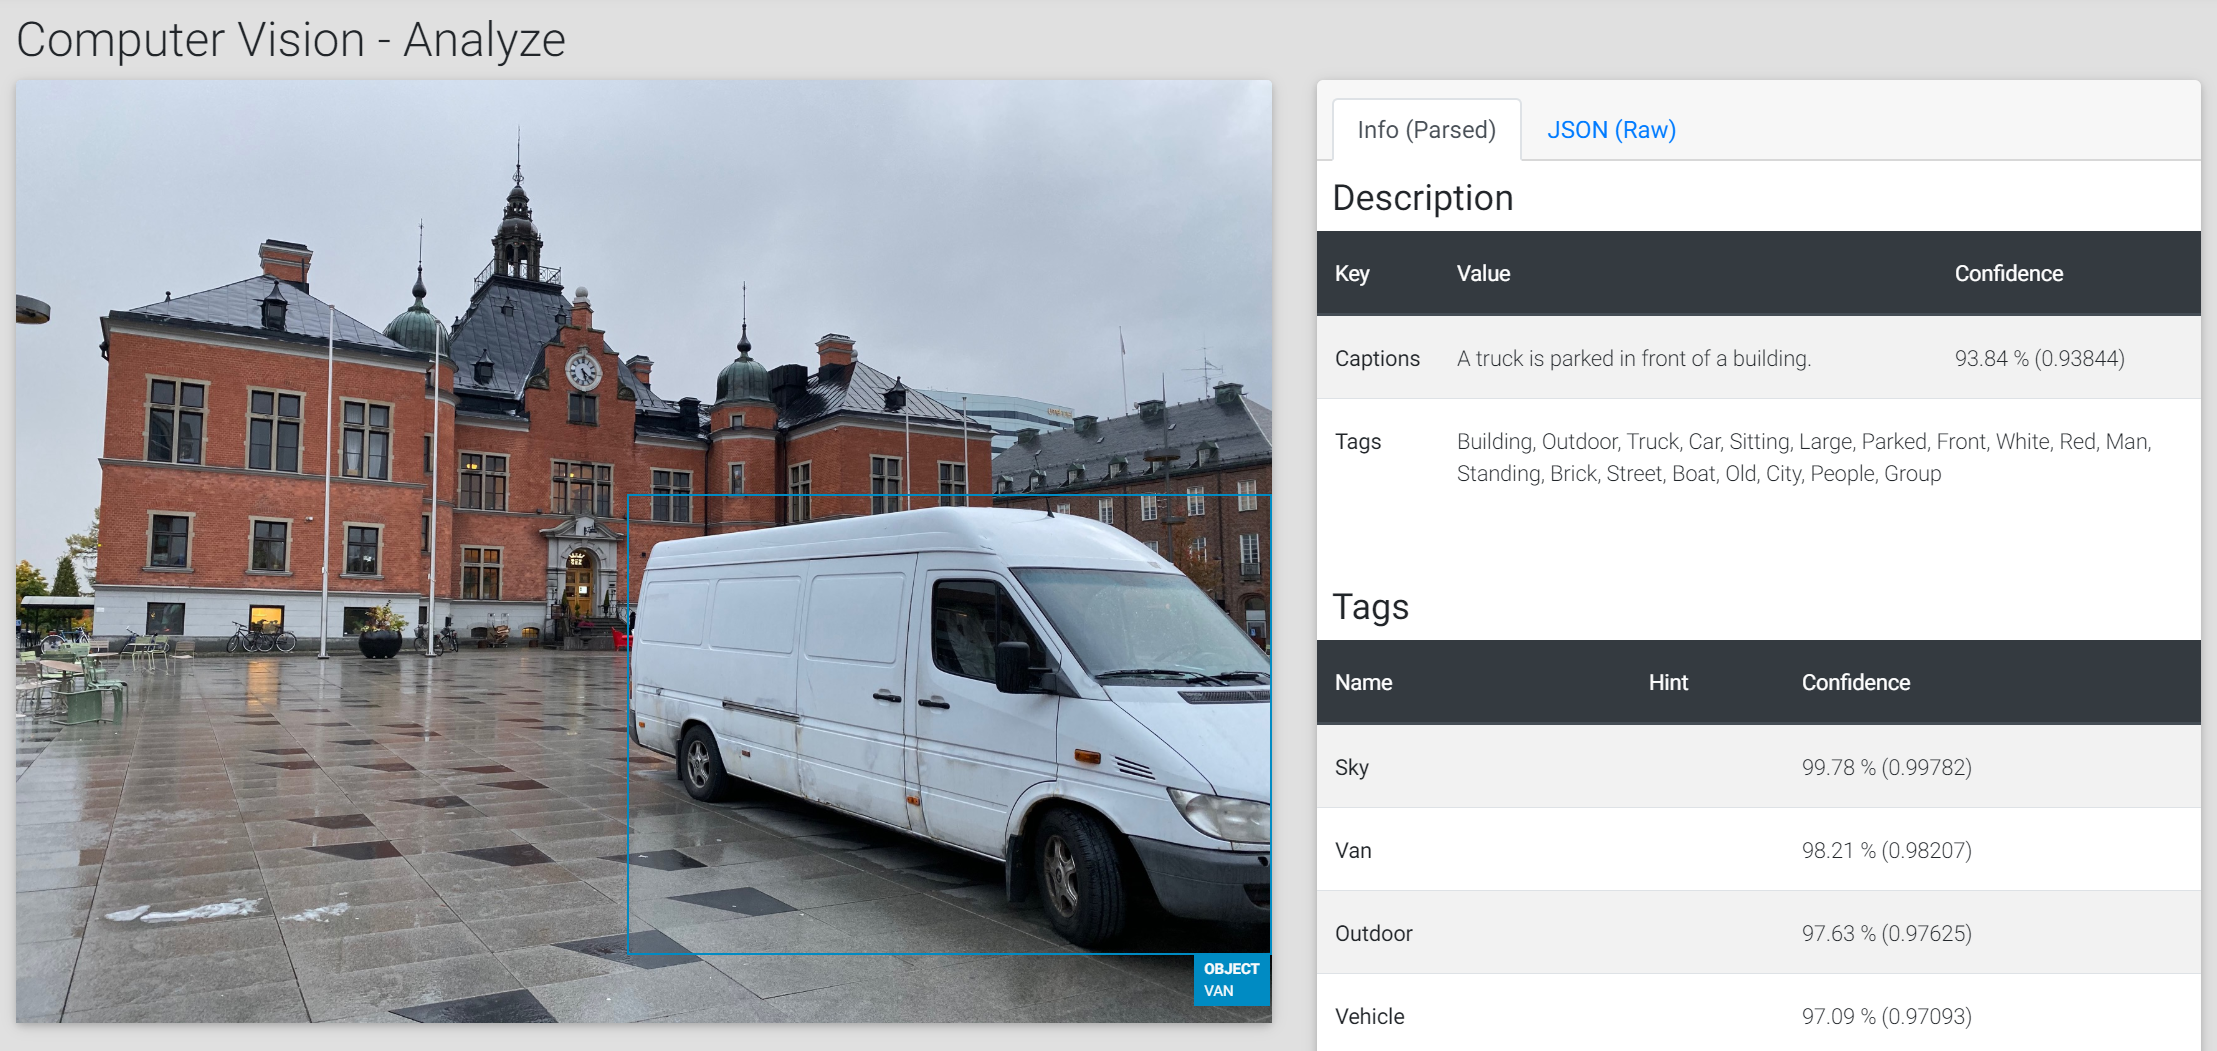 Computer Vision - Analyze
OBJECT
VAN
Info (Parsed)
JSON (Raw)
Description
Key Value Confidence
Captions A truck is parked in front of a building. 93.84 % (0.93844)
Tags Building, Outdoor, Truck, Car, Sitting, Large, Parked, Front, White, Red, Man,
Standing, Brick, Street, Boat, Old, City, People, Group
Tags
Name Hint Confidence
Sky 99.78 % (0.99782)
Van 98.21 % (0.98207)
Outdoor 97.63 % (0.97625)
Vehicle 97.09 % (0.97093)